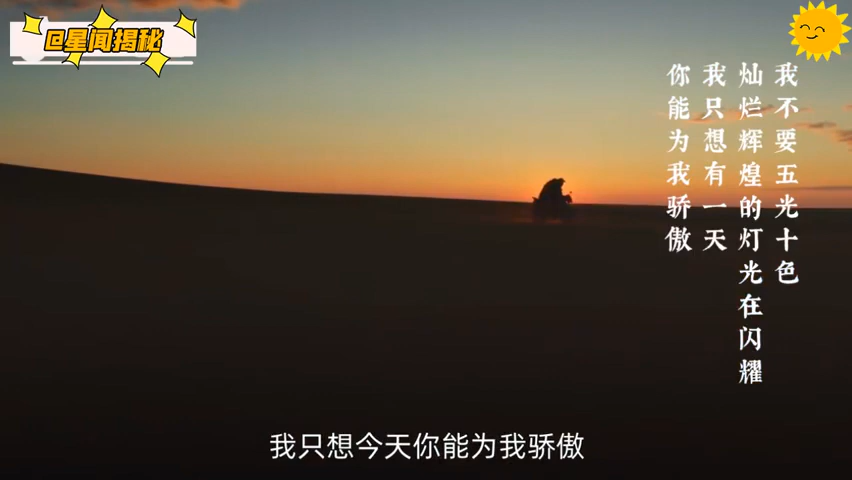 @星闻揭秘
我不要五光十色
灿烂辉煌的灯光在闪耀
我只想有一天
你能为我骄傲
我只想今天你能为我骄傲